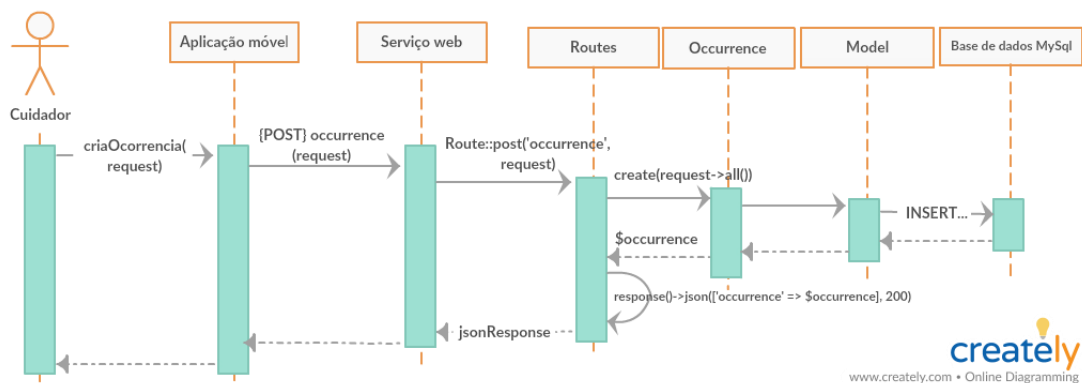 Aplicação móvel
Serviço web
Routes
Occurrence
Model
Base de dados MySql
Cuidador
criaOcorrencia(
request)
{POST} occurrence
(request)
Route::post('occurrence',
request)
create(request->all())
INSERT...
$occurrence
response()->json(['occurrence' => $occurrence], 200)
jsonResponse
creately
www.creately.com • Online Diagramming